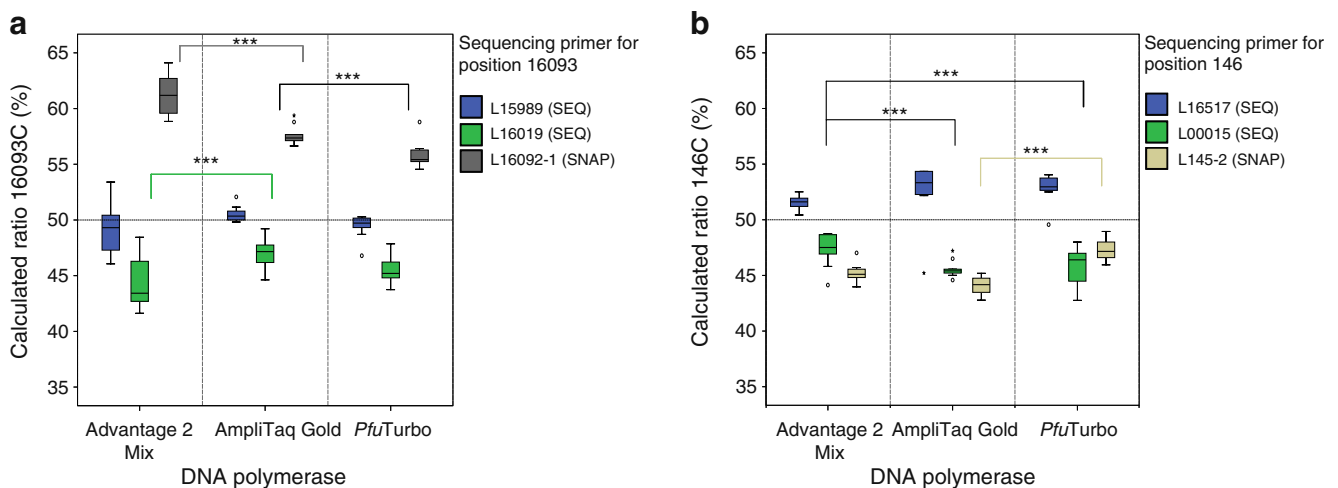 a
Calculated ratio 16093C (%)
65
60
55
50
45
40
35
***
***
***
Advantage 2
Mix
AmpliTaq Gold
PfuTurbo
DNA polymerase
Sequencing primer for
position 16093
L15989 (SEQ)
L16019 (SEQ)
L16092-1 (SNAP)
b
Calculated ratio 146C (%)
65
60
55
50
45
40
35
***
***
***
Advantage 2
Mix
AmpliTaq Gold
PfuTurbo
DNA polymerase
Sequencing primer for
position 146
L16517 (SEQ)
L00015 (SEQ)
L145-2 (SNAP)